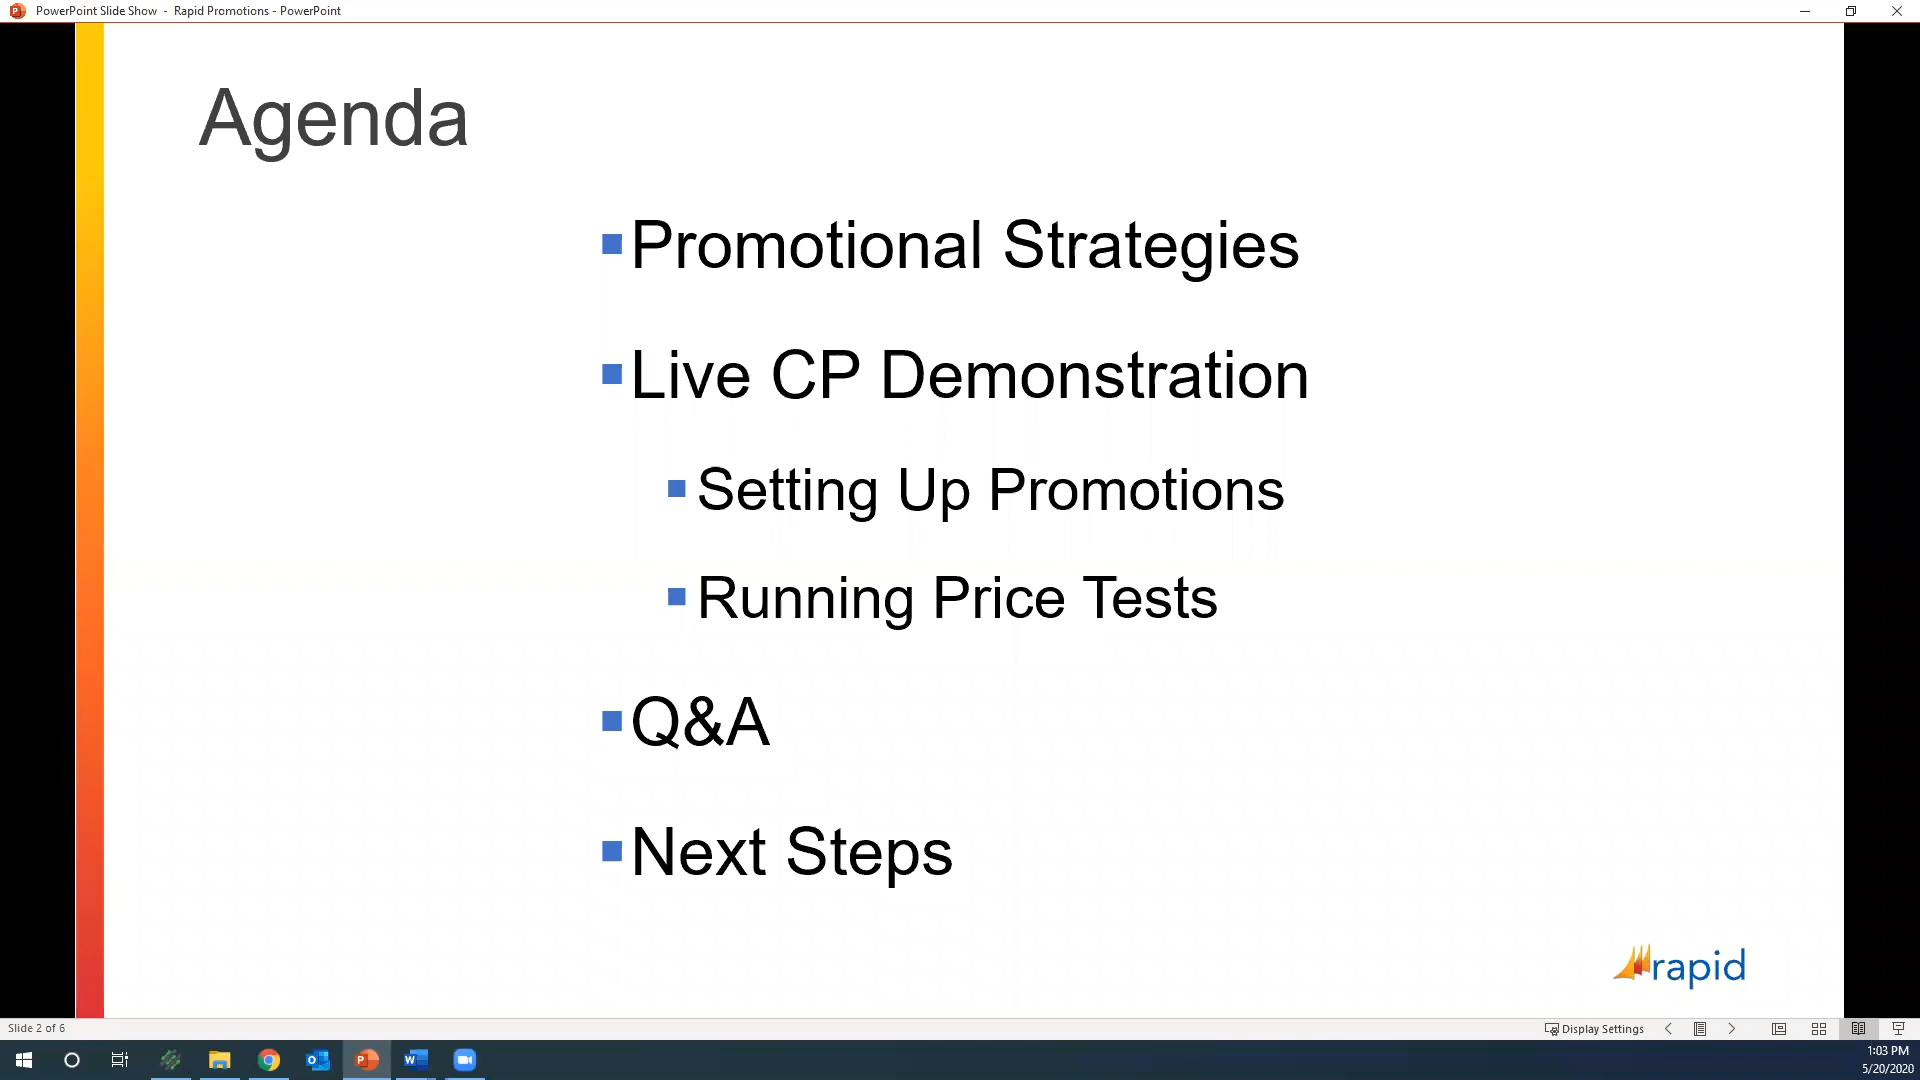 PowerPoint Slide Show - Rapid Promotions - PowerPoint
Agenda
Promotional Strategies
Live CP Demonstration
Setting Up Promotions
Running Price Tests
Q&A
Next Steps
rapid
Slide 2 of 6
Display Settings
1:03 PM
5/20/2020